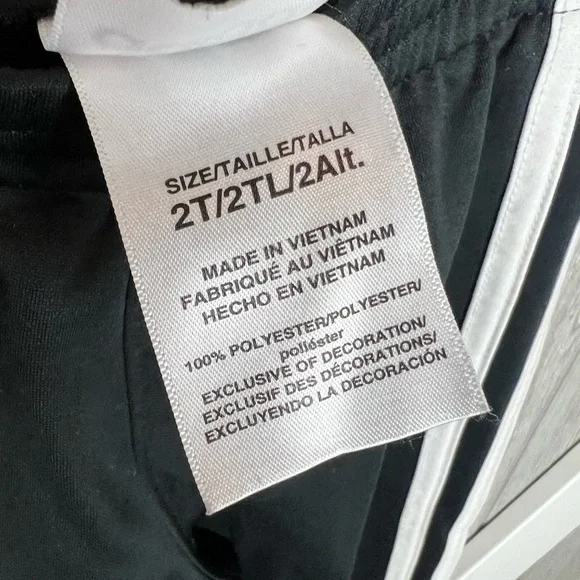 SIZE/TAILLE/TALLA
2T/2TL/2Alt.
MADE IN VIETNAM
FABRIQUÉ AU VIÊTNAM
HECHO EN VIETNAM
100% POLYESTER/POLYESTER/
poliéster
EXCLUSIVE OF DECORATION/
EXCLUSIF DES DÉCORATIONS/
EXCLUYENDO LA DECORACIÓN